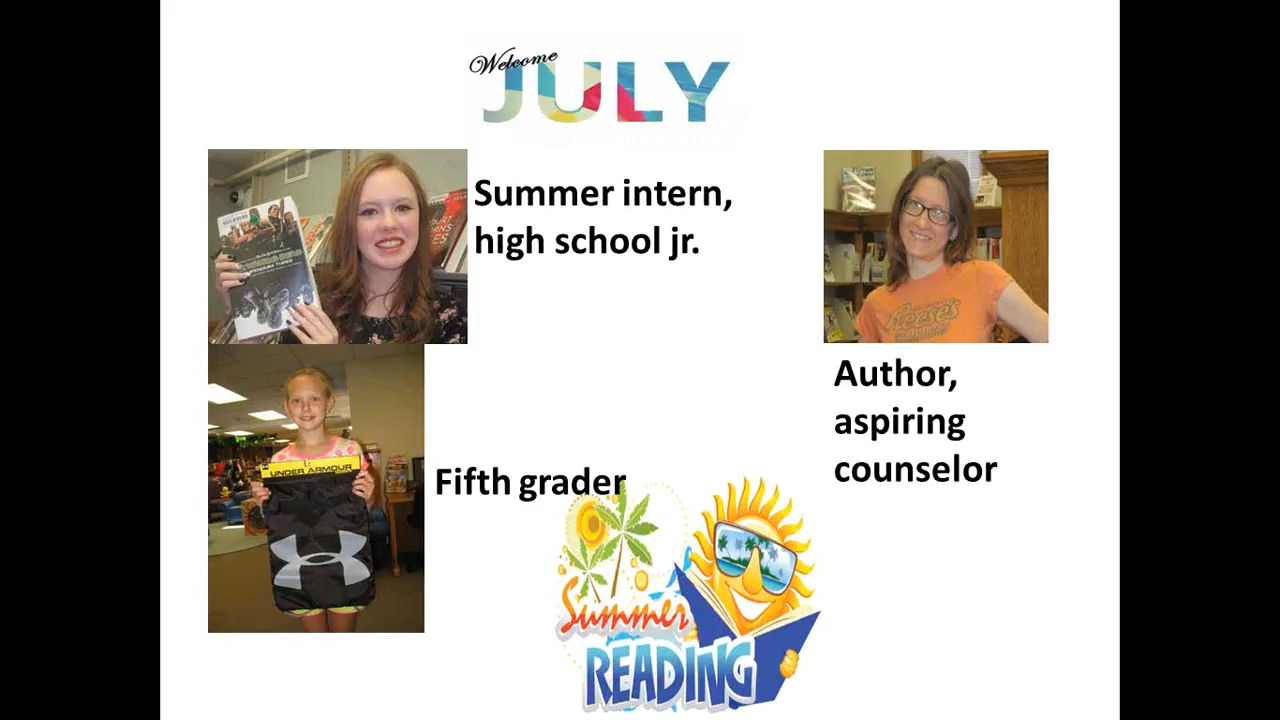 Welcome
JULY
Summer intern,
high school jr.
Reese's
Author,
aspiring
counselor
UNDER ARMOUR
Fifth grader
Summer
READING